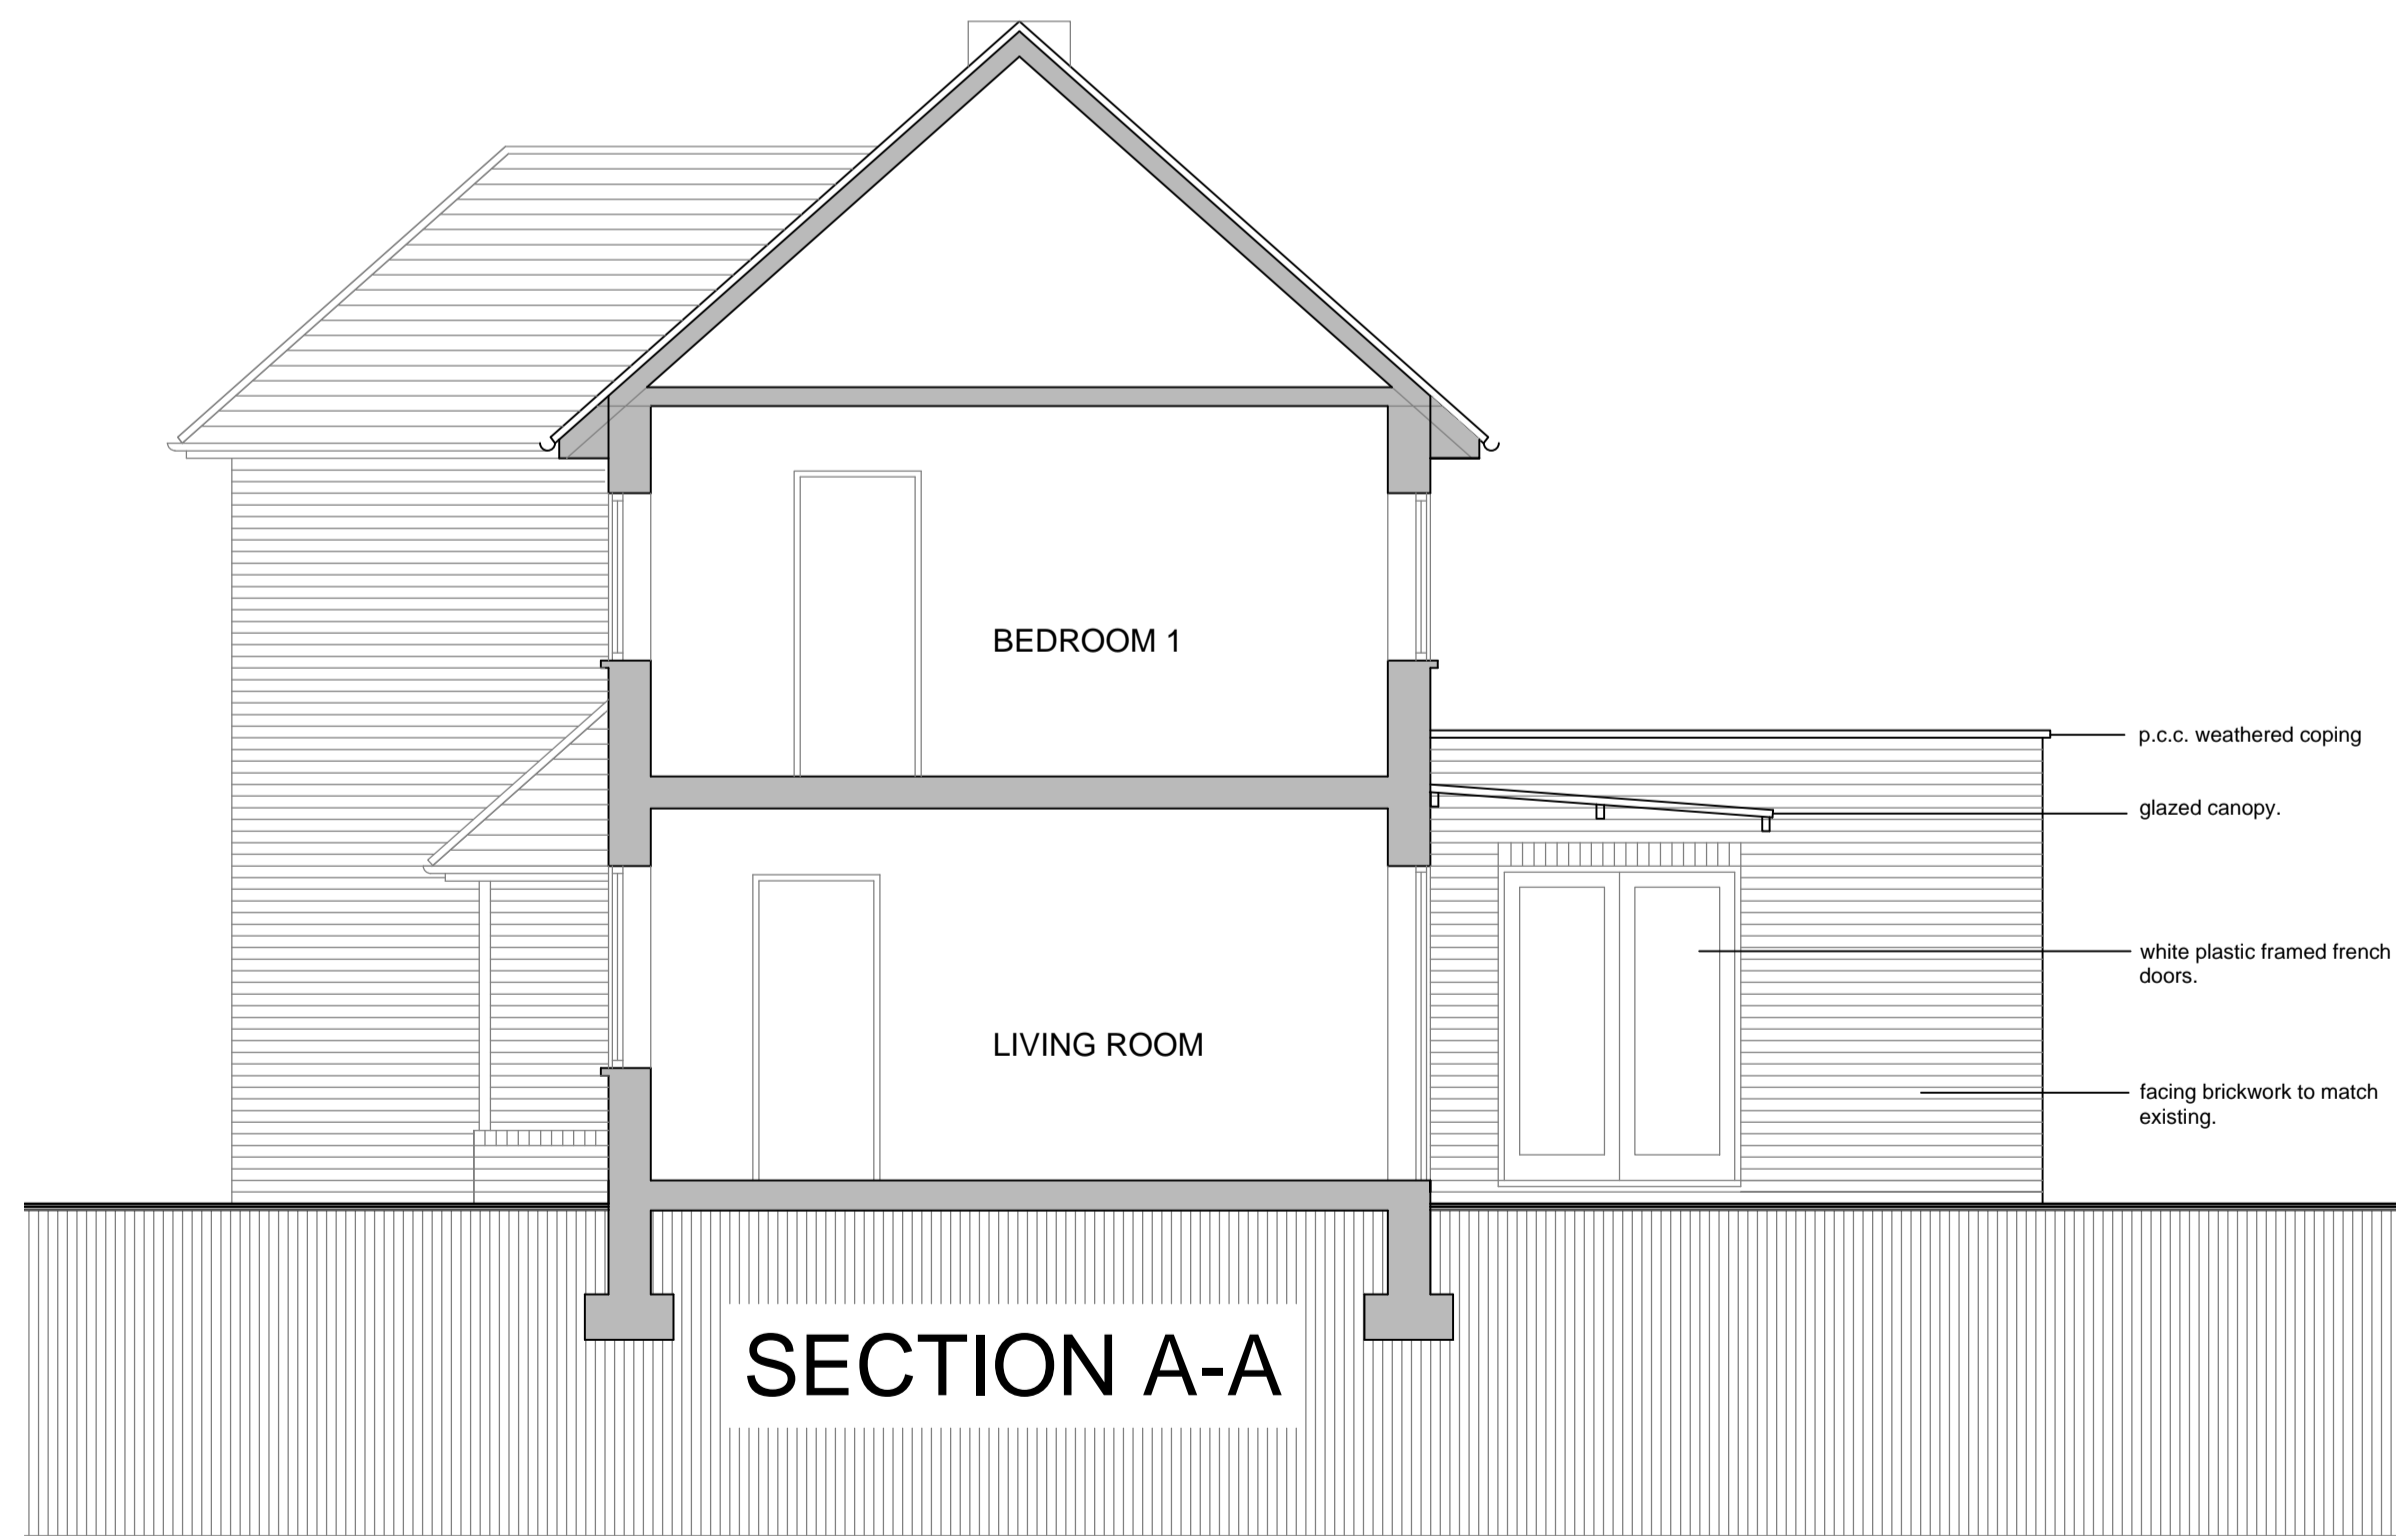 BEDROOM 1
p.c.c. weathered coping
glazed canopy.
white plastic framed french
doors.
LIVING ROOM
facing brickwork to match
existing.
SECTION A-A